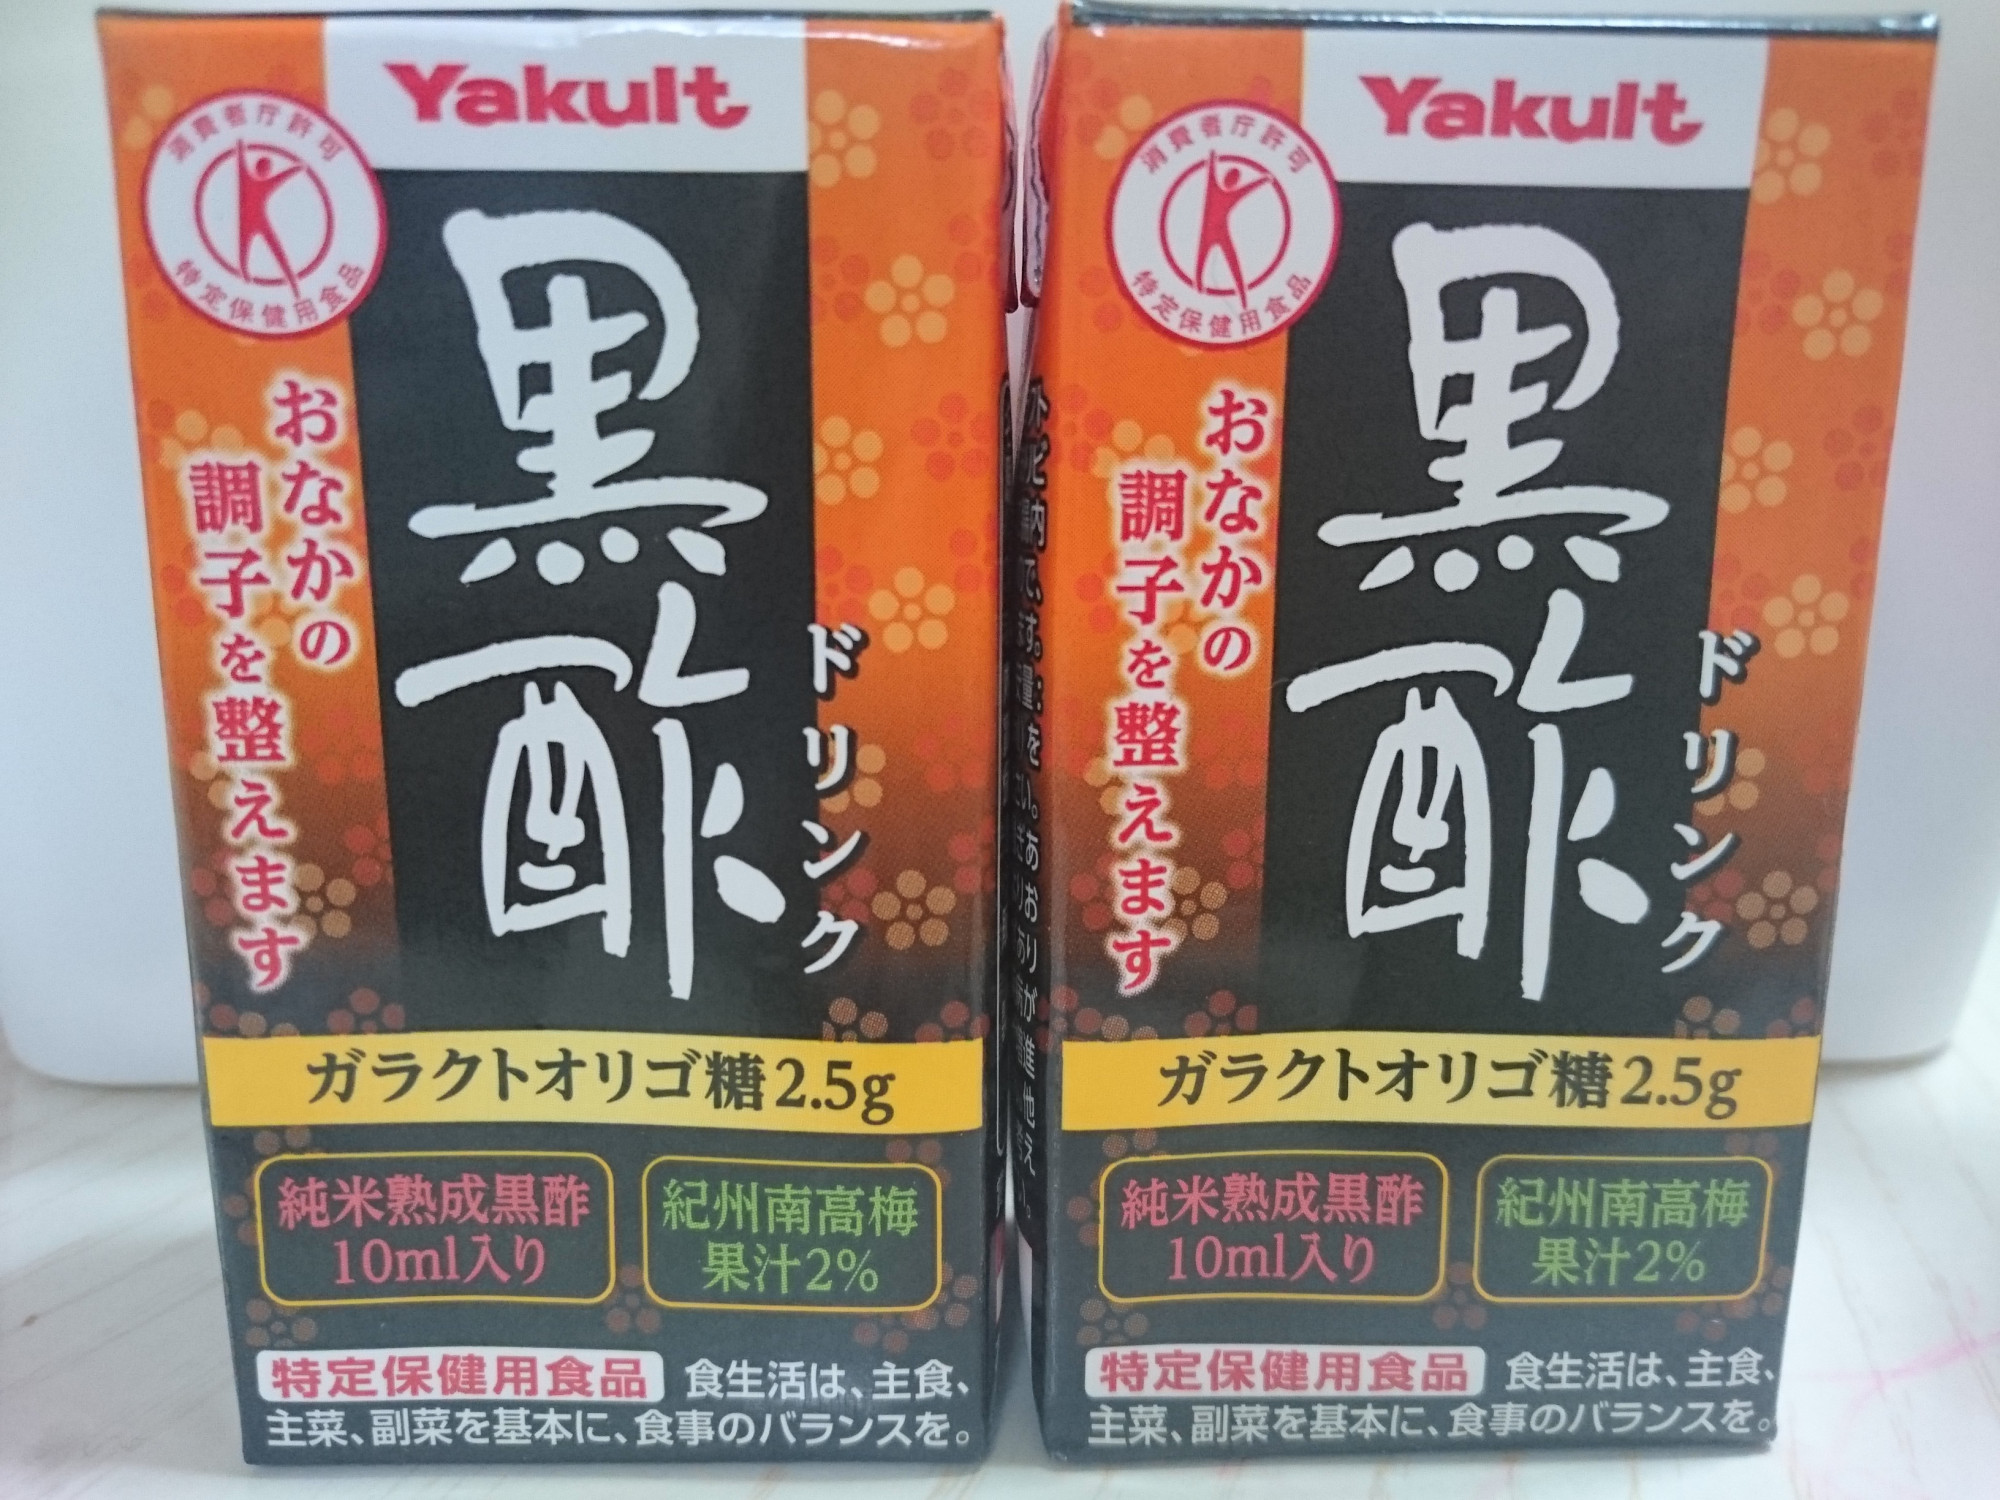 Yakult
消費者庁許可
特定保健用食品
おなかの
調子を整えます
黒酢
ドリンク
ガラクトオリゴ糖2.5g
純米熟成黒酢
10ml入り
紀州南高梅
果汁2%
特定保健用食品 食生活は、主食、
主菜、副菜を基本に、食事のバランスを。
Yakult
消費者庁許可
特定保健用食品
おなかの
調子を整えます
黒酢
ドリンク
ガラクトオリゴ糖2.5g
純米熟成黒酢
10ml入り
紀州南高梅
果汁2%
特定保健用食品 食生活は、主食、
主菜、副菜を基本に、食事のバランスを。